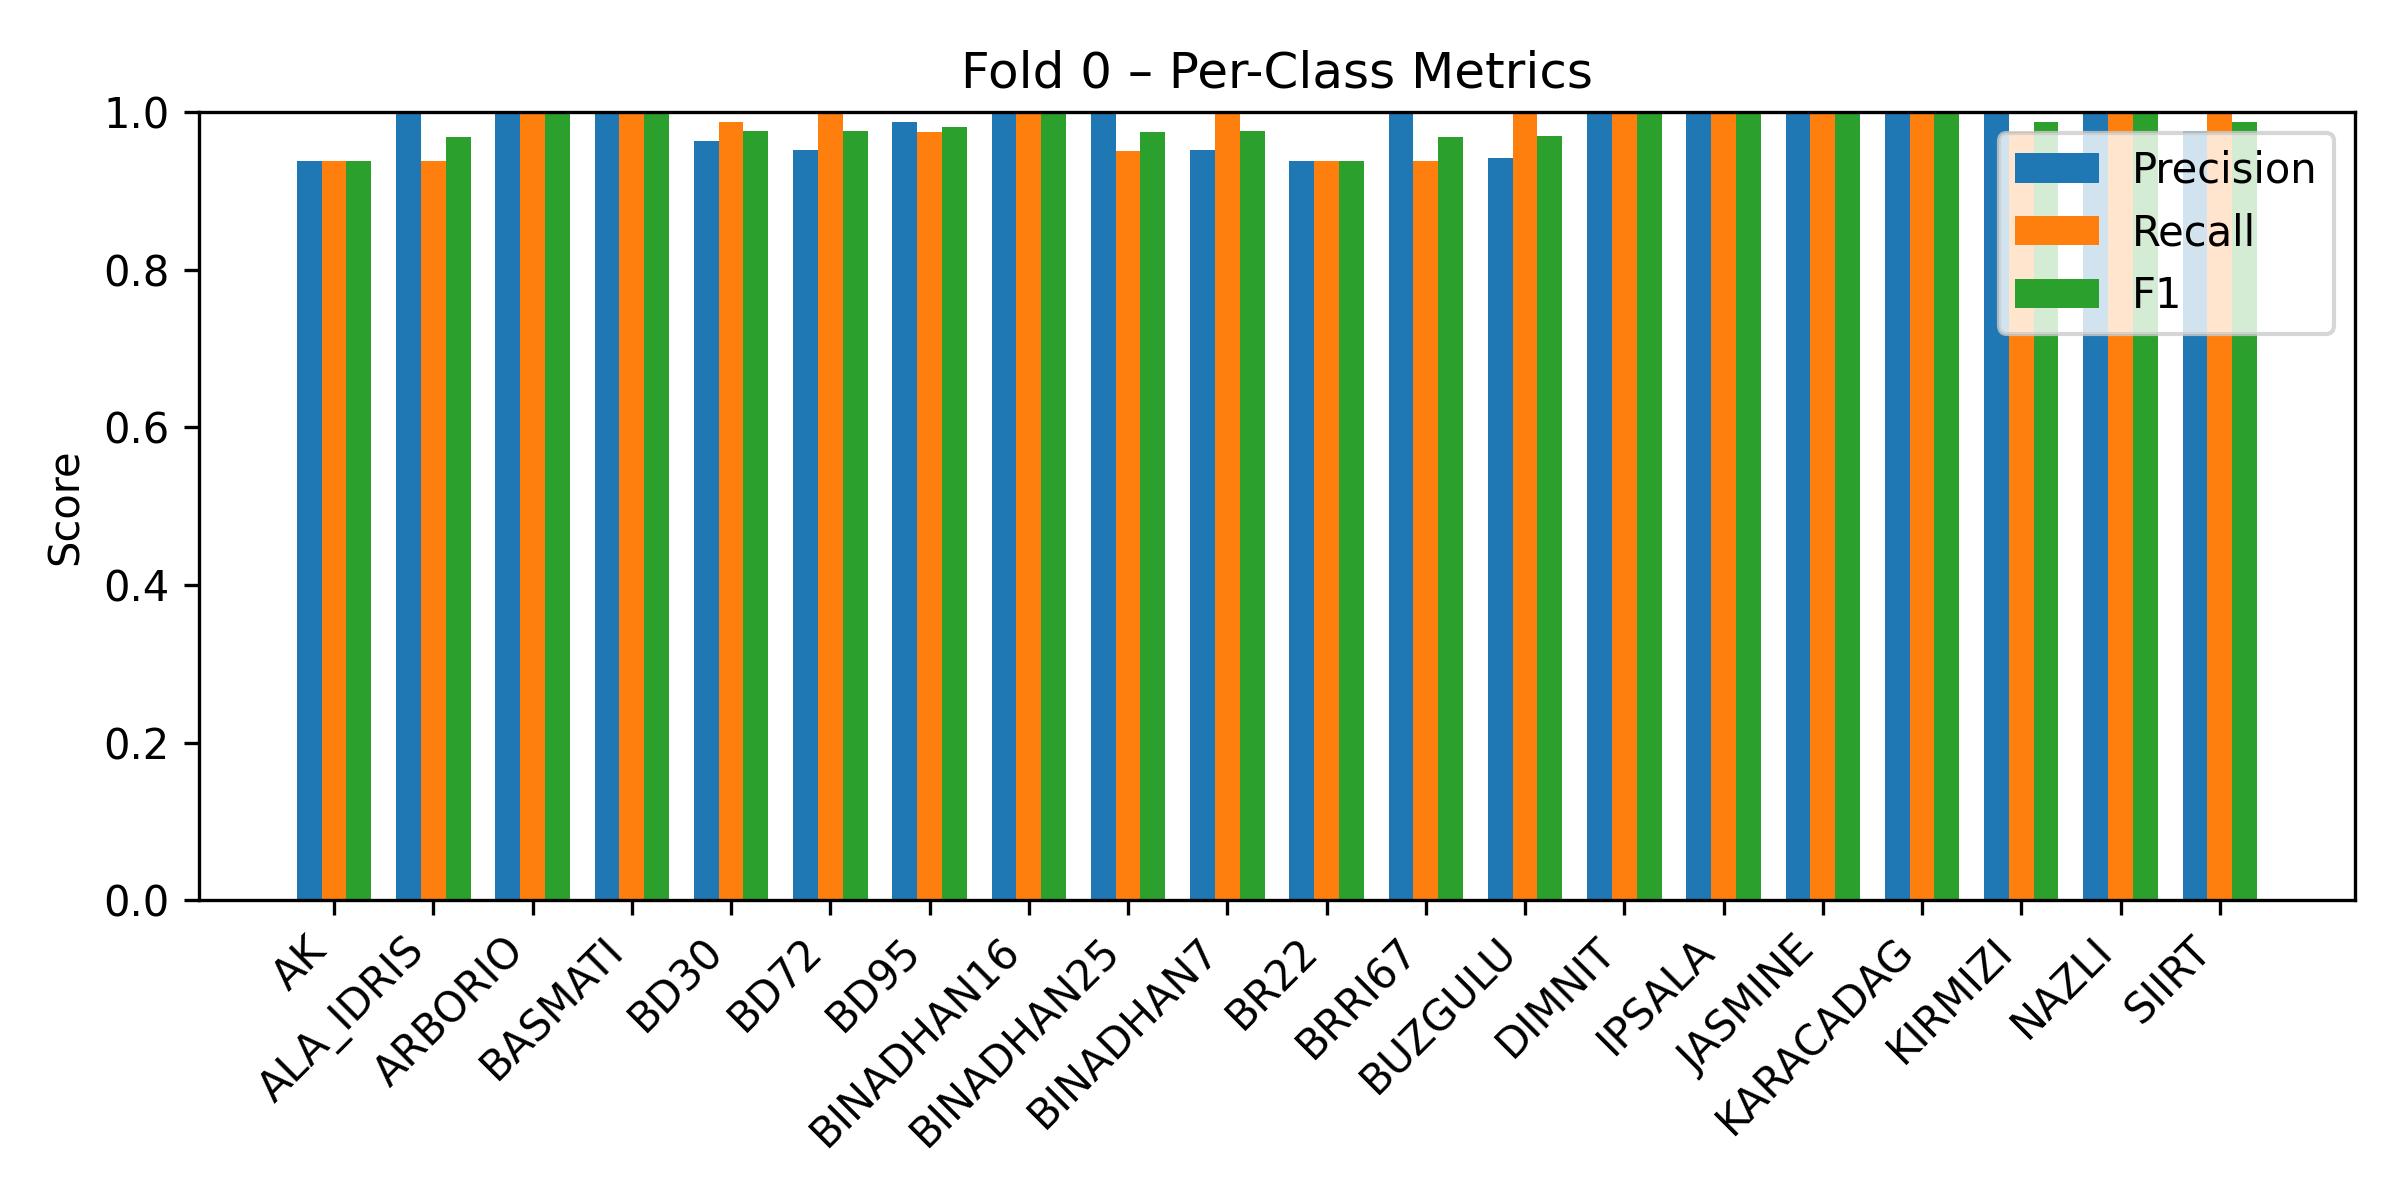 Fold 0 – Per-Class Metrics
1.0
0.8
0.6
0.4
0.2
0.0
Score
Precision
Recall
F1
AK
ALA_IDRIS
ARBORIO
BASMATI
BD30
BD72
BD95
BINADHAN16
BINADHAN25
BINADHAN7
BR22
BRRI67
BUZGULU
DIMNIT
IPSALA
JASMINE
KARACADAG
KIRMIZI
NAZLI
SIIRT